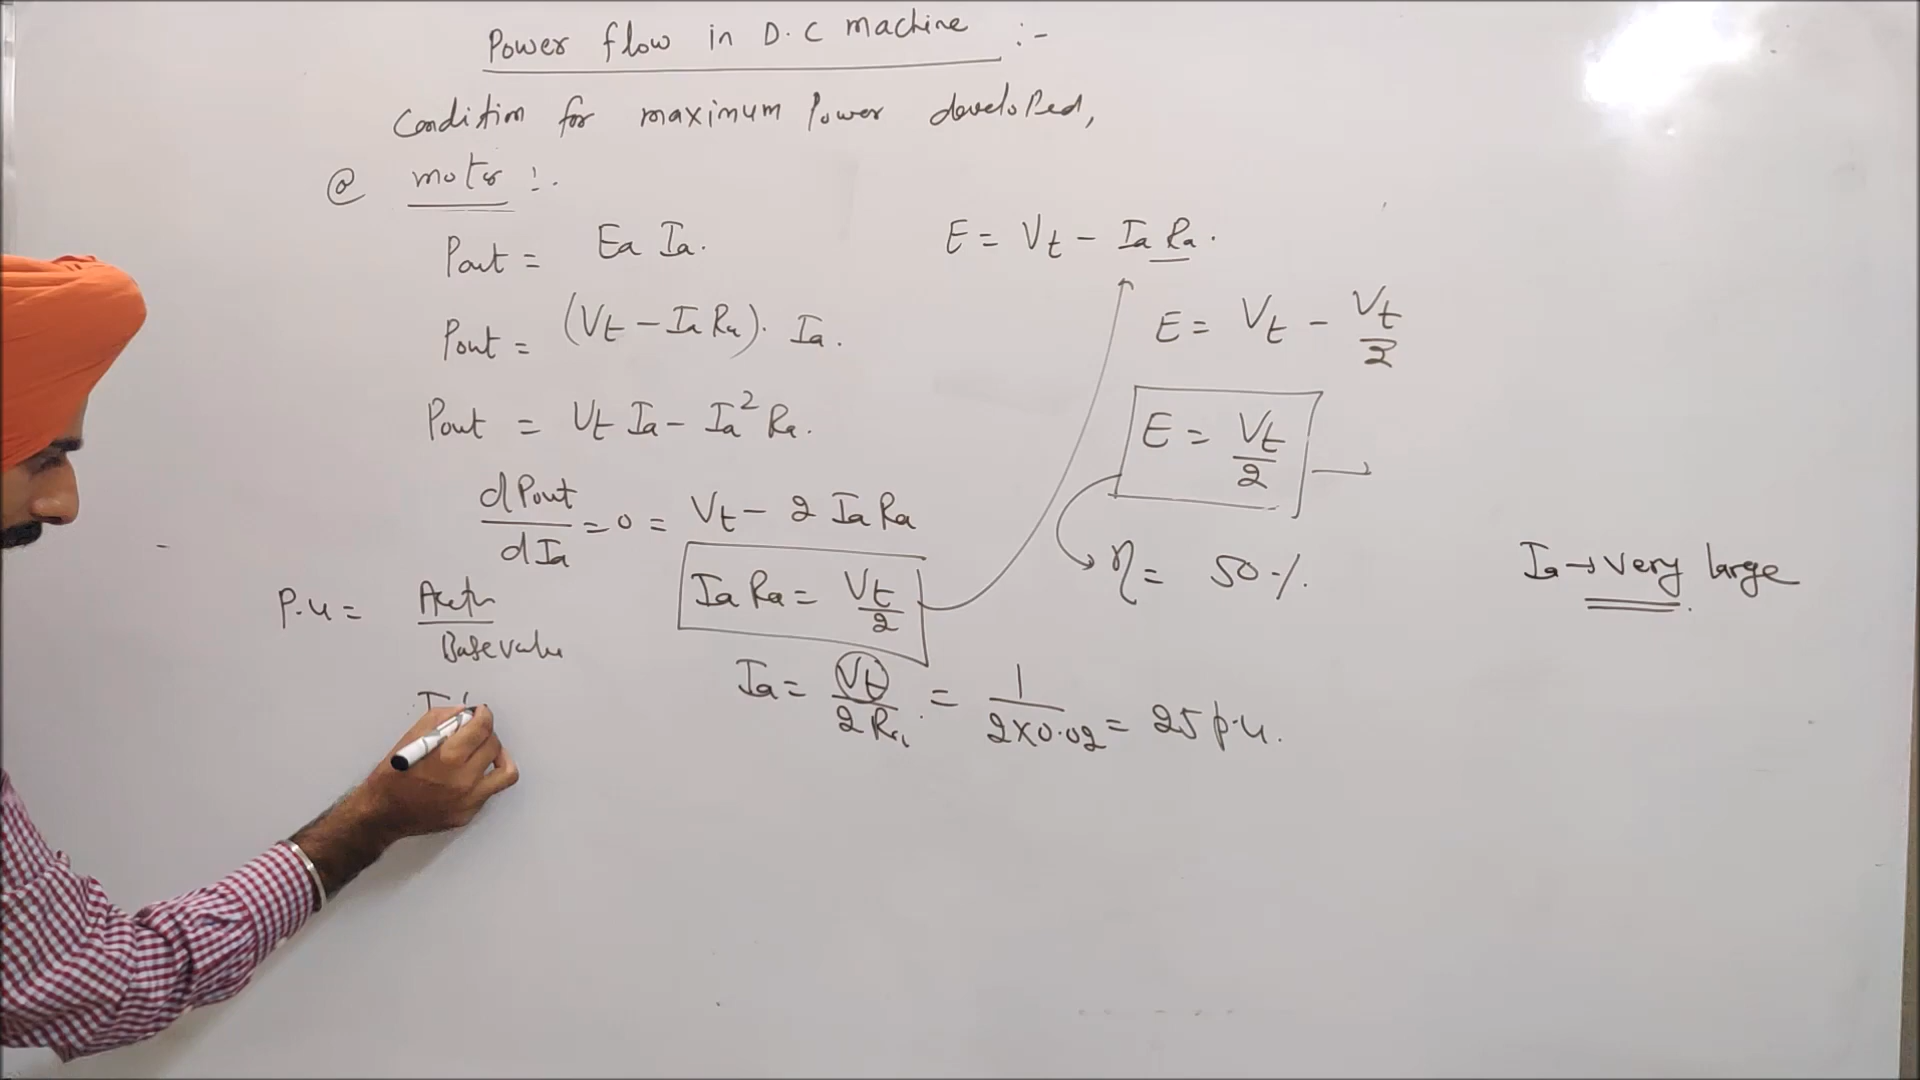 Power flow in D.C machine :-
Condition for maximum Power developed,
@ motor :.
Pout = Ea Ia.
E = Vt - Ia Ra.
Pout = (Vt - Ia Ra). Ia.
E = Vt - Vt/2
Pout = Vt Ia - Ia² Ra.
E = Vt/2
dPout/dIa = 0 = Vt - 2 Ia Ra
η = 50 %.
Ia → Very large
Ia Ra = Vt/2
P.u = / Base value
Ia = Vt/2Ra = 1/2x0.02 = 25 p.u.